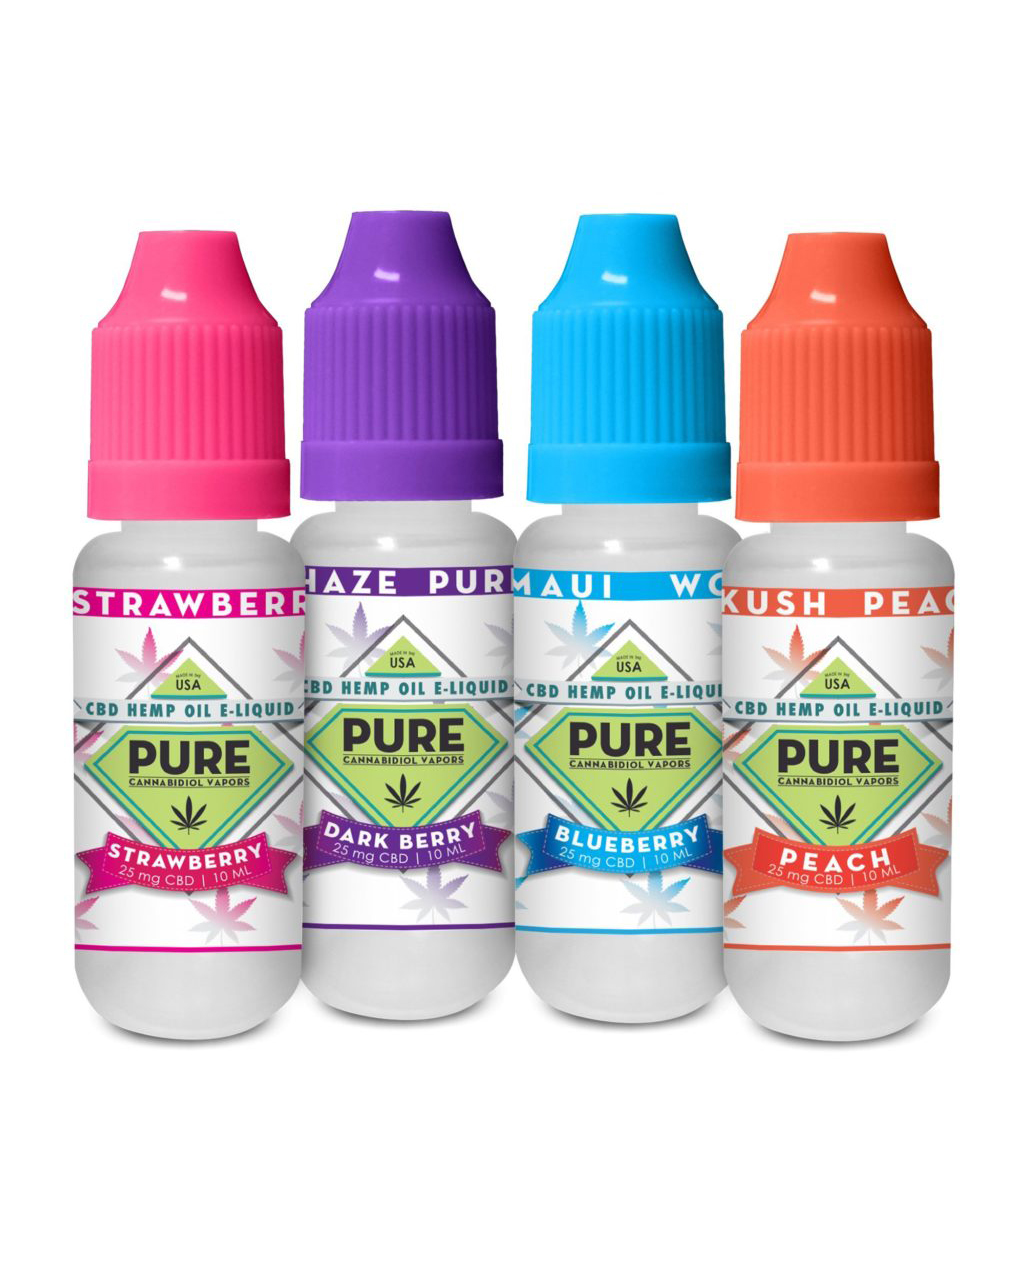 STRAWBERR
MADE IN THE
USA
CBD HEMP OIL E-LIQUID
PURE
CANNABIDIOL VAPORS
STRAWBERRY
25 mg CBD | 10 ML
HAZE PUR
MADE IN THE
USA
CBD HEMP OIL E-LIQUID
PURE
CANNABIDIOL VAPORS
DARK BERRY
25 mg CBD | 10 ML
MAUI WO
MADE IN THE
USA
CBD HEMP OIL E-LIQUI
PURE
CANNABIDIOL VAPORS
BLUEBERRY
25 mg CBD | 10 ML
KUSH PEAC
MADE IN THE
USA
CBD HEMP OIL E-LIQUID
PURE
CANNABIDIOL VAPORS
PEACH
25 mg CBD | 10 ML